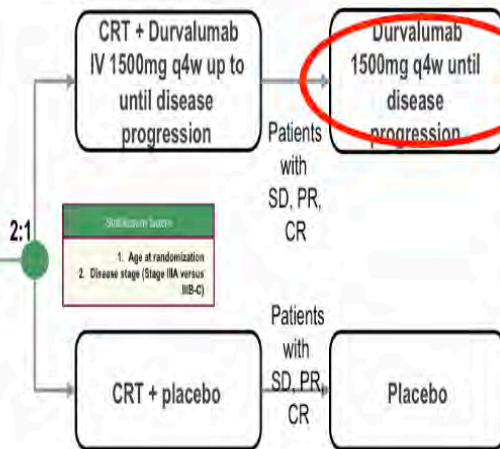 CRT + Durvalumab
IV 1500mg q4w up to
until disease
progression
Durvalumab
1500mg q4w until
disease
progression
Patients
with
SD, PR,
CR
2:1
Stratification factors
1. Age at randomization
2. Disease stage (Stage IIIA versus
IIIB-C)
Patients
with
SD, PR,
CR
CRT + placebo
Placebo